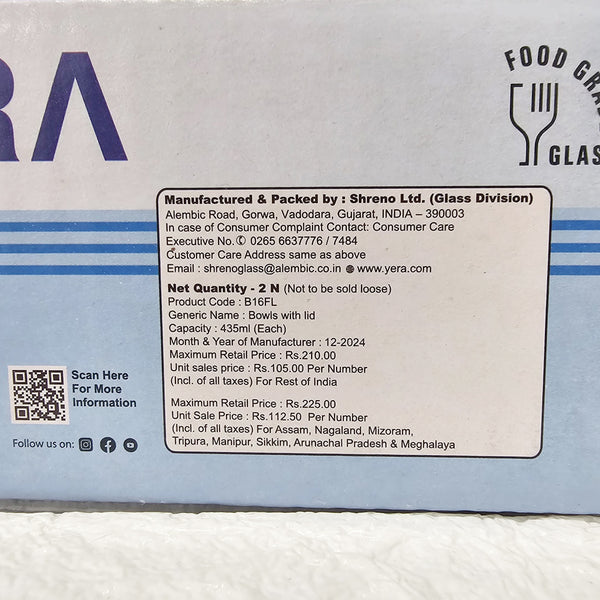 RA
FOOD GRA
GLAS
Manufactured & Packed by : Shreno Ltd. (Glass Division)
Alembic Road, Gorwa, Vadodara, Gujarat, INDIA – 390003
In case of Consumer Complaint Contact: Consumer Care
Executive No. 0265 6637776 / 7484
Customer Care Address same as above
Email : shrenoglass@alembic.co.in www.yera.com
Net Quantity - 2 N (Not to be sold loose)
Product Code : B16FL
Generic Name : Bowls with lid
Capacity : 435ml (Each)
Month & Year of Manufacturer : 12-2024
Maximum Retail Price : Rs.210.00
Unit sales price : Rs.105.00 Per Number
(Incl. of all taxes) For Rest of India
Maximum Retail Price : Rs.225.00
Unit Sale Price : Rs.112.50 Per Number
(Incl. of all taxes) For Assam, Nagaland, Mizoram,
Tripura, Manipur, Sikkim, Arunachal Pradesh & Meghalaya
Scan Here
For More
Information
Follow us on: